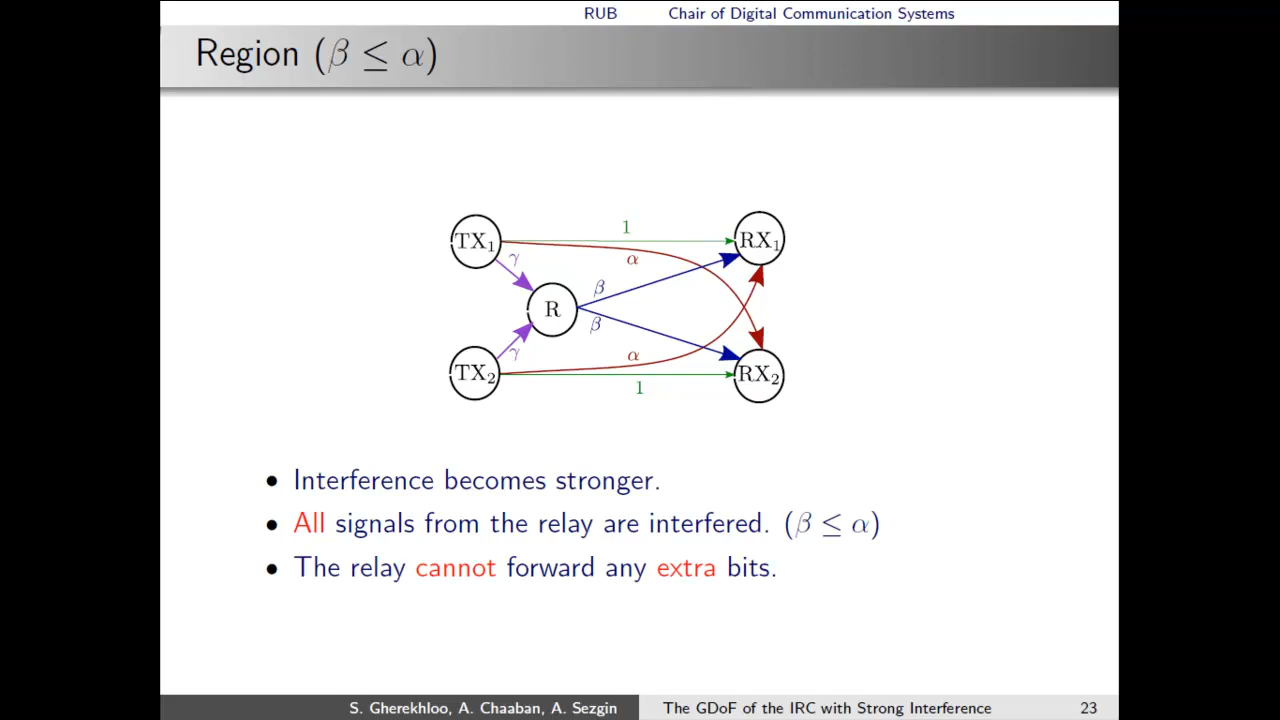 RUB Chair of Digital Communication Systems
Region (β ≤ α)
TX₁ 1 RX₁
γ α
β
R
β
γ α
TX₂ 1 RX₂
• Interference becomes stronger.
• All signals from the relay are interfered. (β ≤ α)
• The relay cannot forward any extra bits.
S. Gherekhloo, A. Chaaban, A. Sezgin The GDoF of the IRC with Strong Interference 23